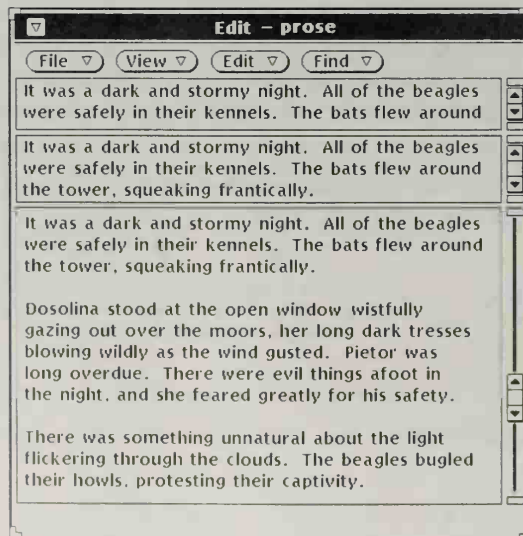 Edit – prose
File View Edit Find
It was a dark and stormy night. All of the beagles
were safely in their kennels. The bats flew around
It was a dark and stormy night. All of the beagles
were safely in their kennels. The bats flew around
the tower, squeaking frantically.
It was a dark and stormy night. All of the beagles
were safely in their kennels. The bats flew around
the tower, squeaking frantically.
Dosolina stood at the open window wistfully
gazing out over the moors, her long dark tresses
blowing wildly as the wind gusted. Pietor was
long overdue. There were evil things afoot in
the night, and she feared greatly for his safety.
There was something unnatural about the light
flickering through the clouds. The beagles bugled
their howls, protesting their captivity.